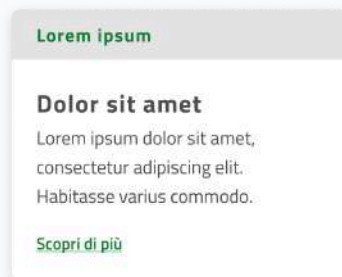 Lorem ipsum
Dolor sit amet
Lorem ipsum dolor sit amet,
consectetur adipiscing elit.
Habitasse varius commodo.
Scopri di più